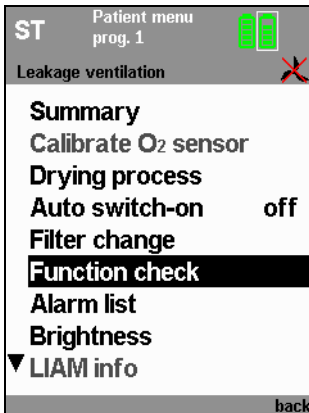 ST Patient menu
prog. 1
Leakage ventilation
Summary
Calibrate O2 sensor
Drying process
Auto switch-on off
Filter change
Function check
Alarm list
Brightness
LIAM info
back